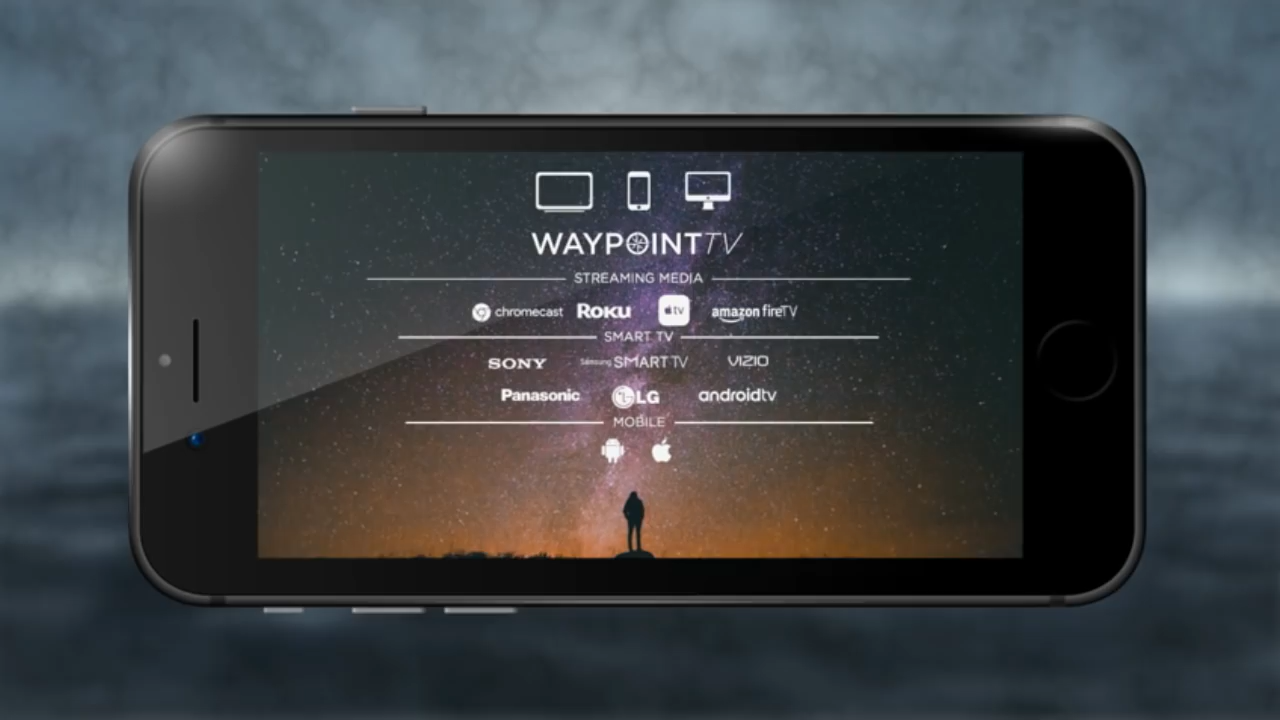 WAYPOINTTV
STREAMING MEDIA
chromecast Roku tv amazon fireTV
SMART TV
SONY Samsung SMART TV VIZIO
Panasonic LG androidtv
MOBILE